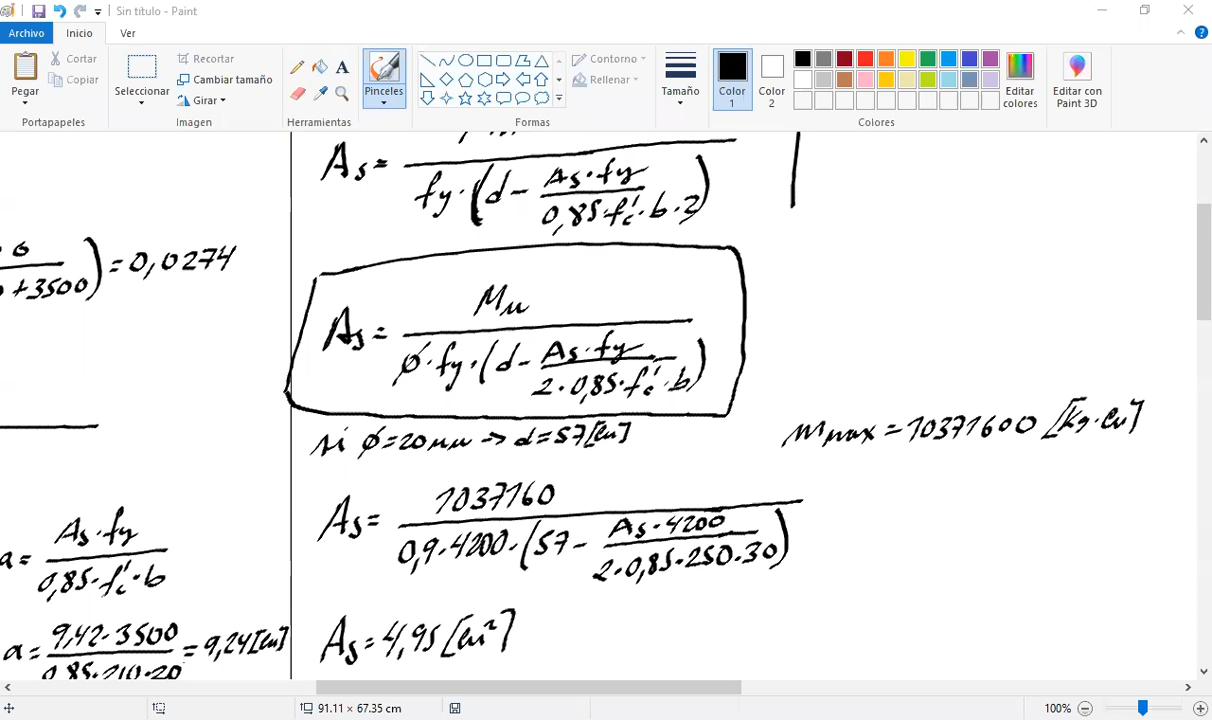 Sin título - Paint
Archivo Inicio Ver
Pegar
Cortar
Copiar
Portapapeles
Seleccionar
Recortar
Cambiar tamaño
Girar
Imagen
A
Herramientas
Pinceles
Contorno
Rellenar
Formas
Tamaño
Color 1
Color 2
Editar colores
Colores
Editar con Paint 3D
+3500) = 0,0274
a = As·fy / 0,85·f'c·b
a = 9,42·3500 / 0,85·210·20 = 9,24[cm]
As = / fy·(d - As·fy / 0,85·f'c·b·2)
As = Mu / ϕ·fy·(d - As·fy / 2·0,85·f'c·b)
si ϕ=20mm → d=57[cm]
Mmax = 10371600 [kg·cm]
As = 1037160 / 0,9·4200·(57 - As·4200 / 2·0,85·250·30)
As = 4,95 [cm²]
91.11 × 67.35 cm
100%